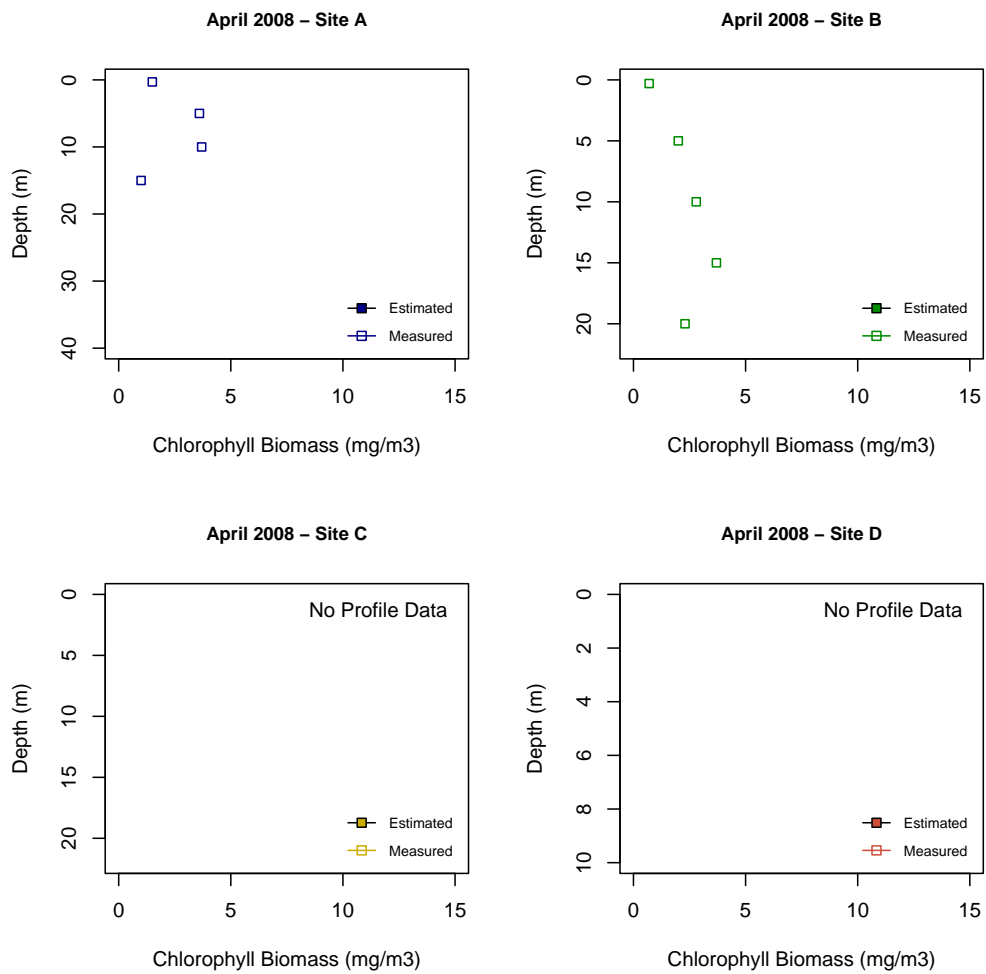 April 2008 – Site A
0
10
20
30
40
Depth (m)
Estimated
Measured
0 5 10 15
Chlorophyll Biomass (mg/m3)
April 2008 – Site B
0
5
10
15
20
Depth (m)
Estimated
Measured
0 5 10 15
Chlorophyll Biomass (mg/m3)
April 2008 – Site C
No Profile Data
0
5
10
15
20
Depth (m)
Estimated
Measured
0 5 10 15
Chlorophyll Biomass (mg/m3)
April 2008 – Site D
No Profile Data
0
2
4
6
8
10
Depth (m)
Estimated
Measured
0 5 10 15
Chlorophyll Biomass (mg/m3)